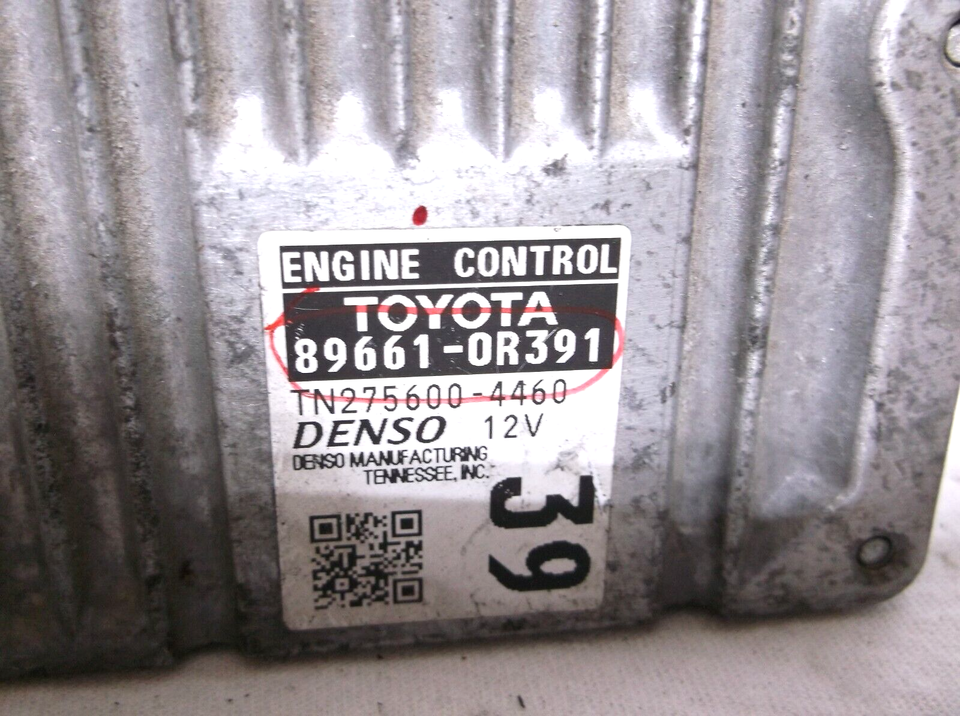 ENGINE CONTROL
TOYOTA
89661-0R391
TN275600-4460
DENSO 12V
DENSO MANUFACTURING
TENNESSEE, INC.
39